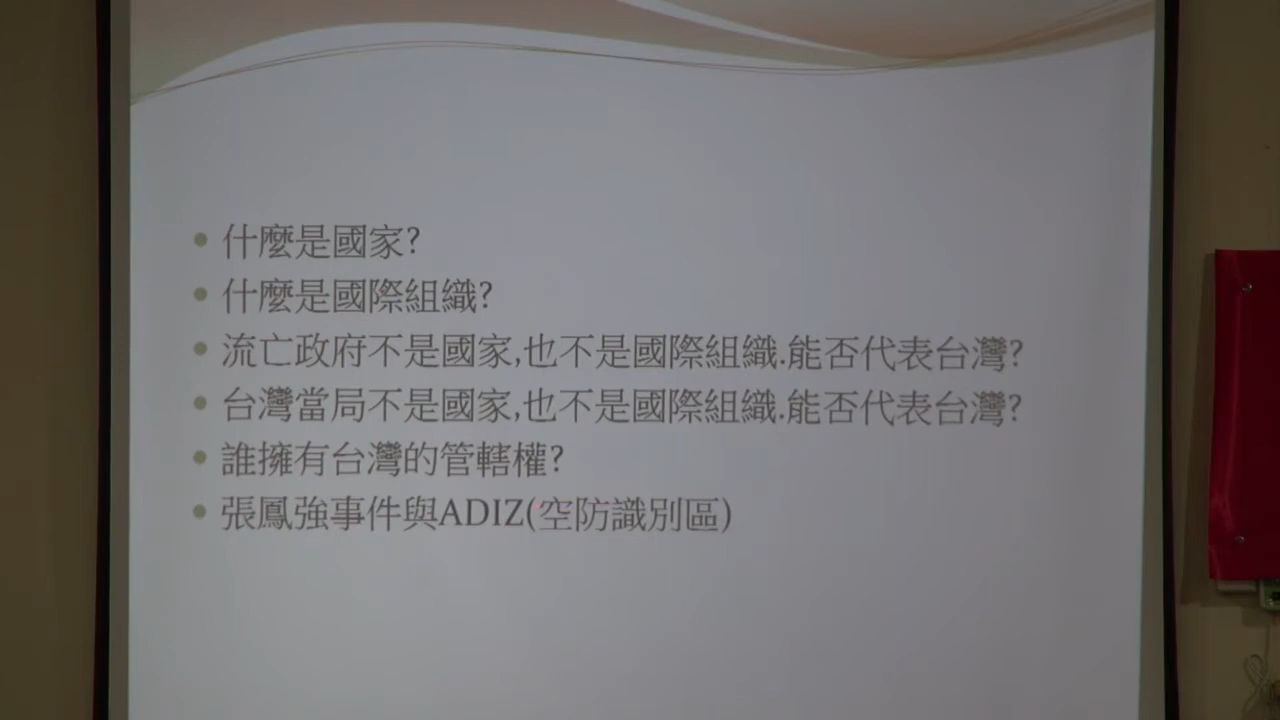 什麼是國家?
什麼是國際組織?
流亡政府不是國家,也不是國際組織.能否代表台灣?
台灣當局不是國家,也不是國際組織.能否代表台灣?
誰擁有台灣的管轄權?
張鳳強事件與ADIZ(空防識別區)